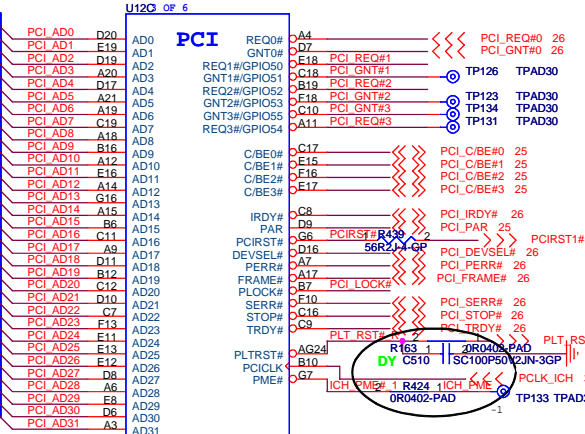 U12C 3 OF 6
PCI
PCI_AD0 D20 AD0 REQ0# A4 PCI_REQ#0 26
PCI_AD1 E19 AD1 GNT0# D7 PCI_GNT#0 26
PCI_AD2 D19 AD2 REQ1#/GPIO50 E18 PCI_REQ#1
PCI_AD3 A20 AD3 GNT1#/GPIO51 C18 PCI_GNT#1 TP126 TPAD30
PCI_AD4 D17 AD4 REQ2#/GPIO52 B19 PCI_REQ#2
PCI_AD5 A21 AD5 GNT2#/GPIO53 F18 PCI_GNT#2 TP123 TPAD30
PCI_AD6 A19 AD6 GNT3#/GPIO55 C10 PCI_GNT#3 TP134 TPAD30
PCI_AD7 C19 AD7 REQ3#/GPIO54 A11 PCI_REQ#3 TP131 TPAD30
PCI_AD8 A18 AD8
PCI_AD9 B16 AD9 C/BE0# C17 PCI_C/BE#0 25
PCI_AD10 A12 AD10 C/BE1# E15 PCI_C/BE#1 25
PCI_AD11 E16 AD11 C/BE2# F16 PCI_C/BE#2 25
PCI_AD12 A14 AD12 C/BE3# E17 PCI_C/BE#3 25
PCI_AD13 G16 AD13
PCI_AD14 A15 AD14 IRDY# C8 PCI_IRDY# 26
PCI_AD15 B6 AD15 PAR D9 PCI_PAR 25
PCI_AD16 C11 AD16 PCIRST# G6 PCIRST# 1 R439 2 PCIRST1#
56R2J-4-GP
PCI_AD17 A9 AD17 DEVSEL# D16 PCI_DEVSEL# 26
PCI_AD18 D11 AD18 PERR# A7 PCI_PERR# 26
PCI_AD19 B12 AD19 FRAME# A17 PCI_FRAME# 26
PCI_AD20 C12 AD20 PLOCK# B7 PCI_LOCK#
PCI_AD21 D10 AD21 SERR# F10 PCI_SERR# 26
PCI_AD22 C7 AD22 STOP# C16 PCI_STOP# 26
PCI_AD23 F13 AD23 TRDY# C9 PCI_TRDY# 26
PCI_AD24 E11 AD24 PLT_RST# PLT_RS
PCI_AD25 E13 AD25 PLTRST# AG24 R163 1 2 0R0402-PAD
PCI_AD26 E12 AD26 PCICLK B10 DY C510 1 SC100P50V2JN-3GP
PCI_AD27 D8 AD27 PME# G7 PCLK_ICH
PCI_AD28 A6 AD28 ICH_PME#_1 R424 1 ICH_PME
PCI_AD29 E8 AD29 0R0402-PAD TP133 TPAD
PCI_AD30 D6 AD30 -1
PCI_AD31 A3 AD31